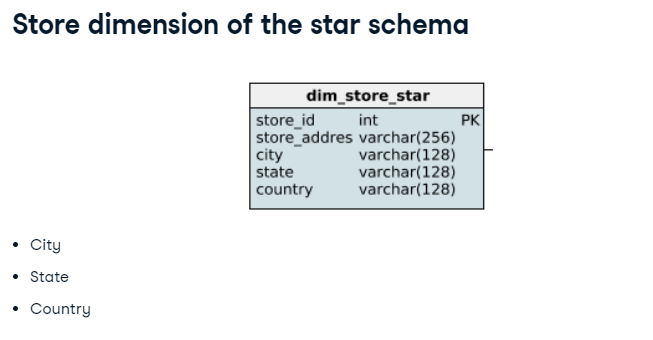 Store dimension of the star schema
dim_store_star
store_id int PK
store_addres varchar(256)
city varchar(128)
state varchar(128)
country varchar(128)
• City
• State
• Country